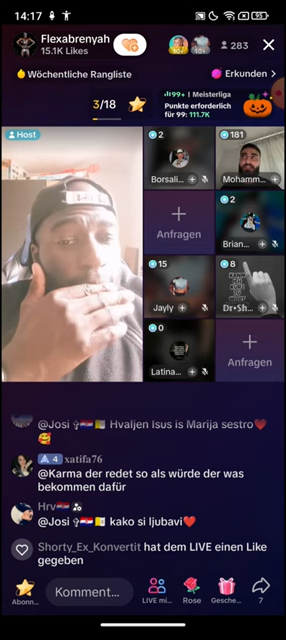 14:17
95
Flexabrenyah
15.1K Likes
283
Wöchentliche Rangliste
Erkunden >
3/18
99+ | Meisterliga
Punkte erforderlich
für 99: 111.7K
Host
2
181
Borsali...
Mohamm...
+
Anfragen
2
Brian...
15
8
KANN
Jayly
Dr•Sh...
0
Latina...
+
Anfragen
@Josi ✞🇭🇷🇻🇦 Hvaljen Isus is Marija sestro❤️
🥰
4 xatifa76
@Karma der redet so als würde der was
bekommen dafür
Hrv🇭🇷
@Josi ✞🇭🇷🇻🇦 kako si ljubavi❤️
Shorty_Ex_Konvertit hat dem LIVE einen Like
gegeben
Kommentar...
Abonn...
LIVE mi...
Rose
Gesche...
7